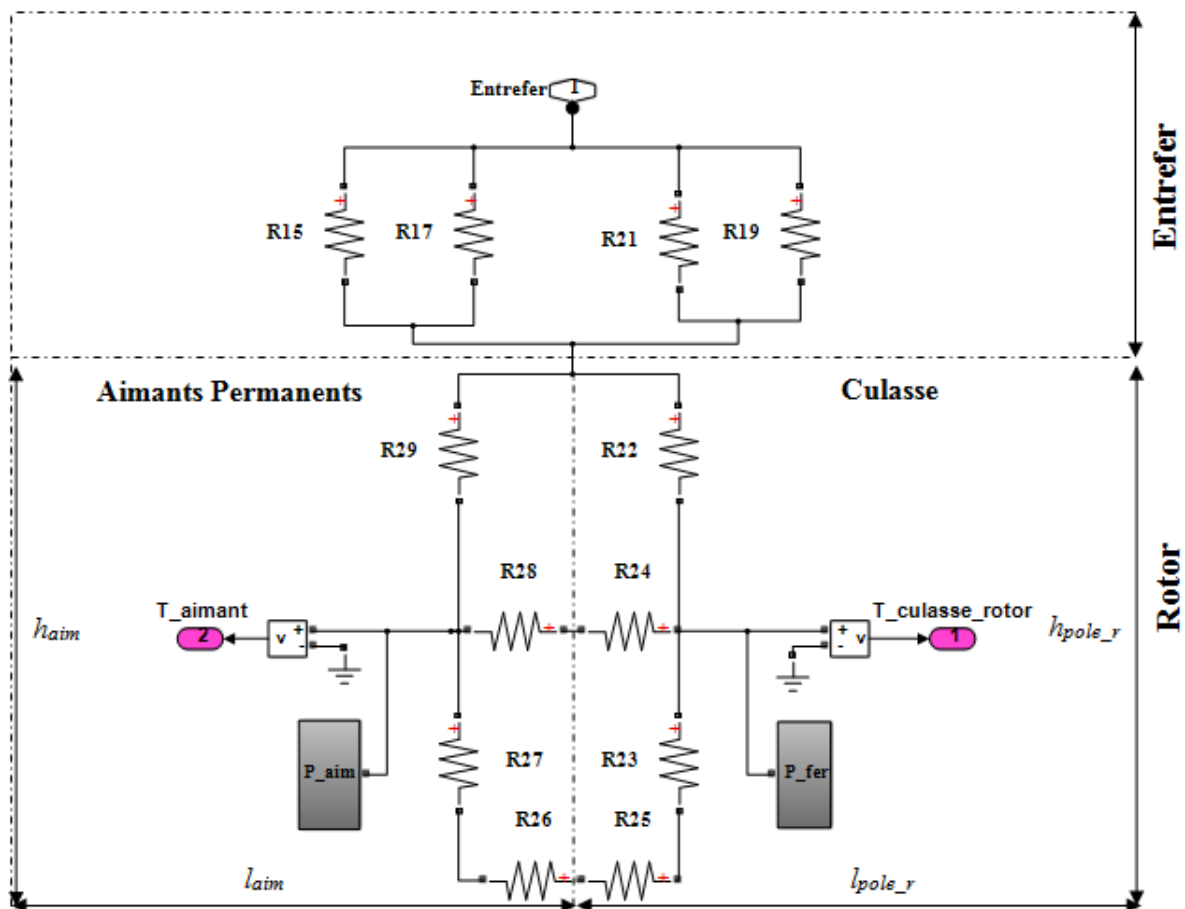 Entrefer 1
R15
R17
R21
R19
Entrefer
Aimants Permanents
Culasse
R29
R22
R28
R24
T_aimant
2
v
+
-
h_aim
T_culasse_rotor
1
v
+
-
h_pole_r
Rotor
P_aim
R27
R23
P_fer
R26
R25
l_aim
l_pole_r